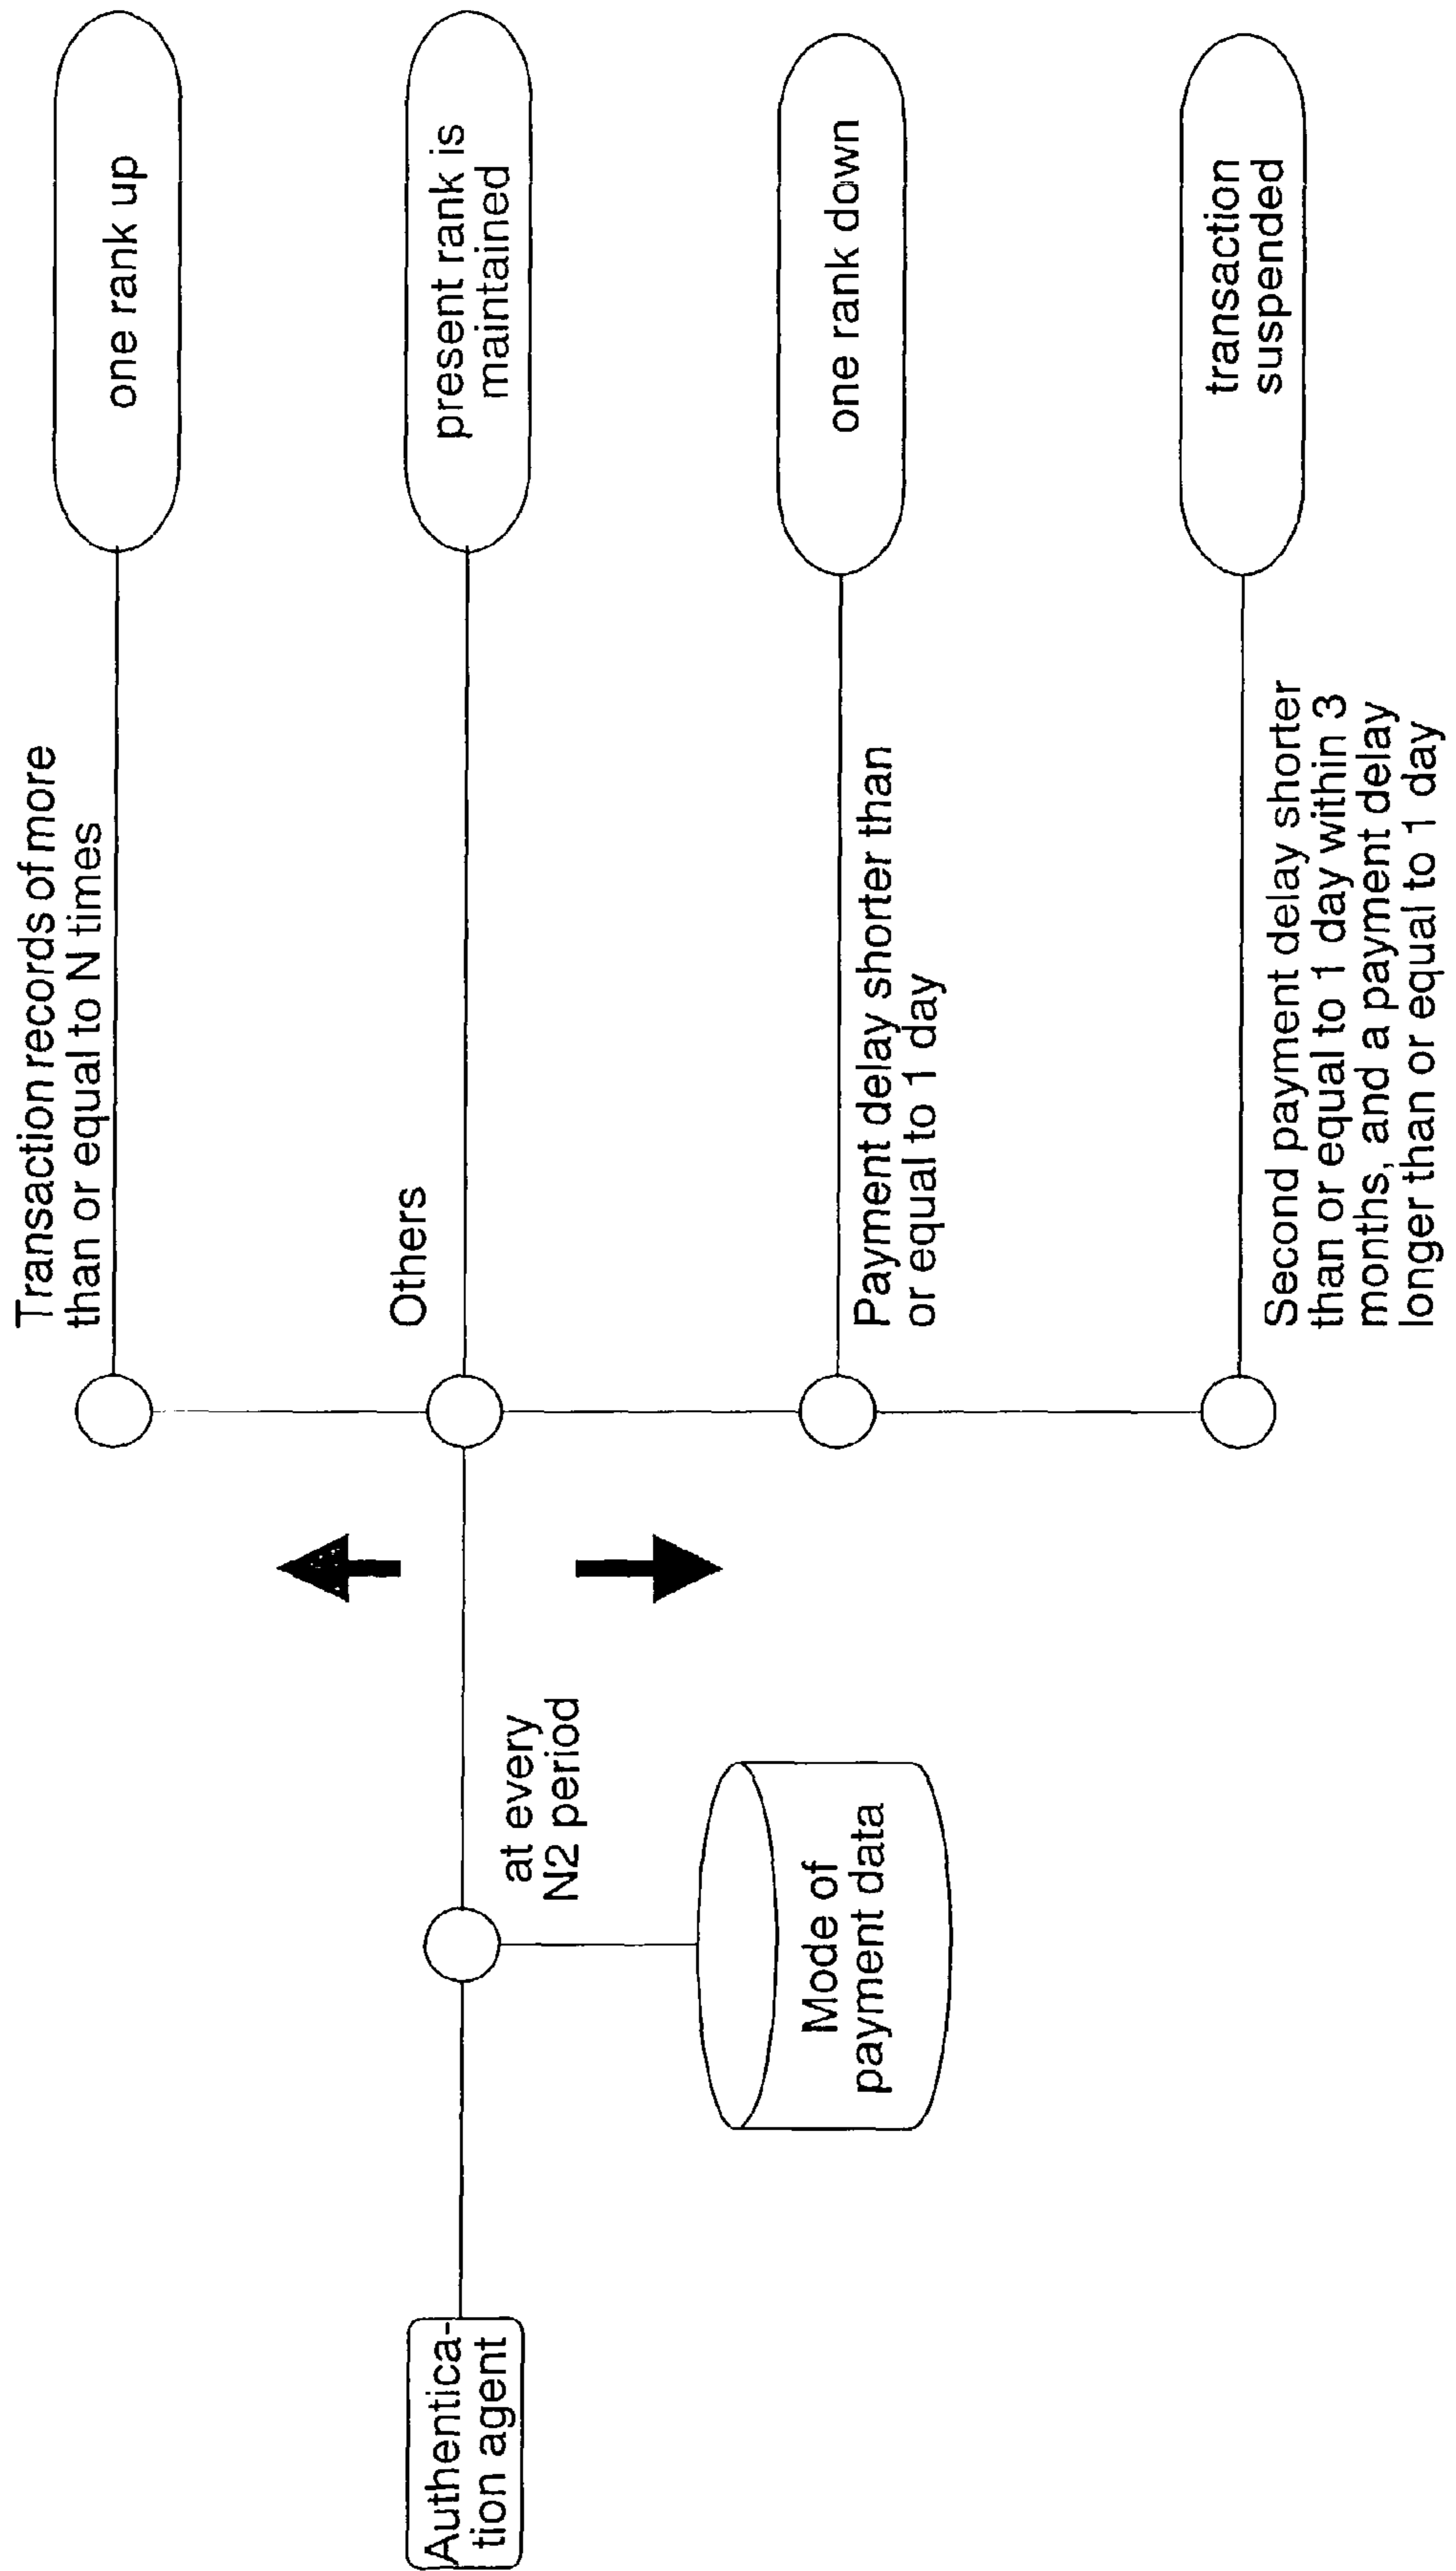 Transaction records of more
than or equal to N times
one rank up
Others
present rank is
maintained
Authentica-
tion agent
at every
N2 period
Mode of
payment data
Payment delay shorter than
or equal to 1 day
one rank down
Second payment delay shorter
than or equal to 1 day within 3
months, and a payment delay
longer than or equal to 1 day
transaction
suspended